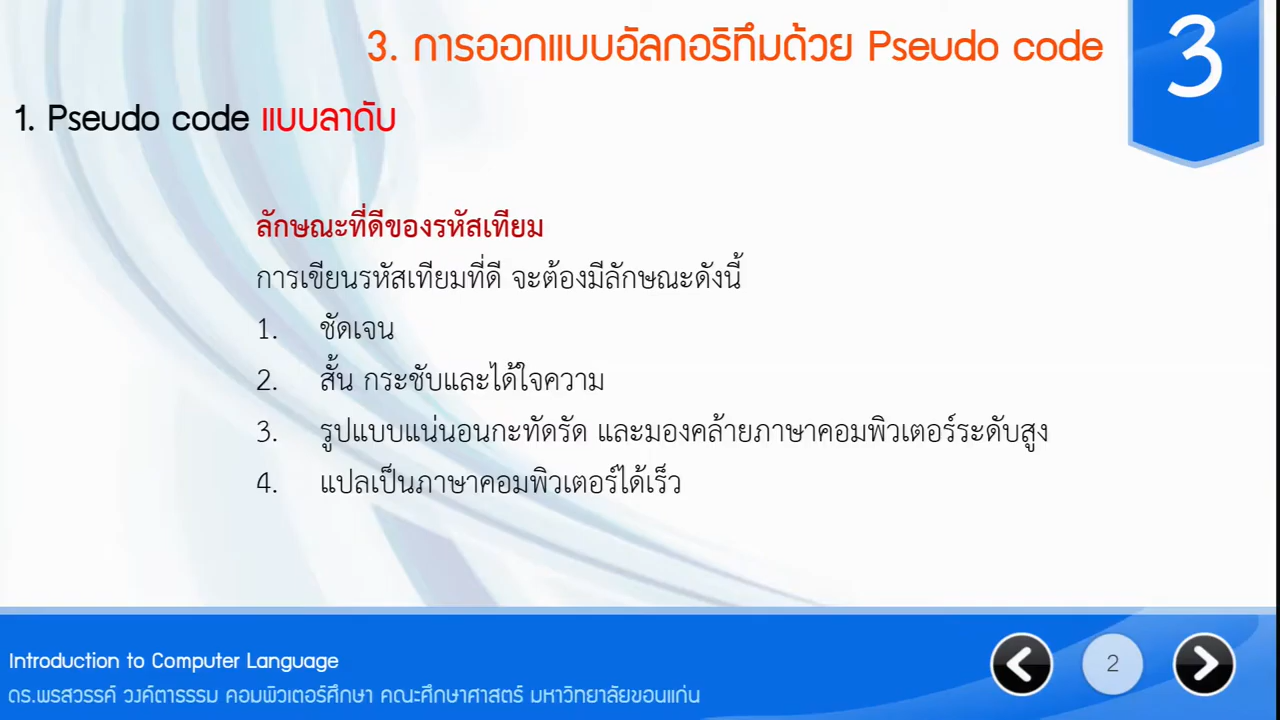 3. การออกแบบอัลกอริทึมด้วย Pseudo code
3
1. Pseudo code แบบลาดับ
ลักษณะที่ดีของรหัสเทียม
การเขียนรหัสเทียมที่ดี จะต้องมีลักษณะดังนี้
1. ชัดเจน
2. สั้น กระชับและได้ใจความ
3. รูปแบบแน่นอนกะทัดรัด และมองคล้ายภาษาคอมพิวเตอร์ระดับสูง
4. แปลเป็นภาษาคอมพิวเตอร์ได้เร็ว
Introduction to Computer Language
2
ดร.พรสวรรค์ วงค์ตารรรม คอมพิวเตอร์ศึกษา คณะศึกษาศาสตร์ มหาวิทยาลัยขอนแก่น